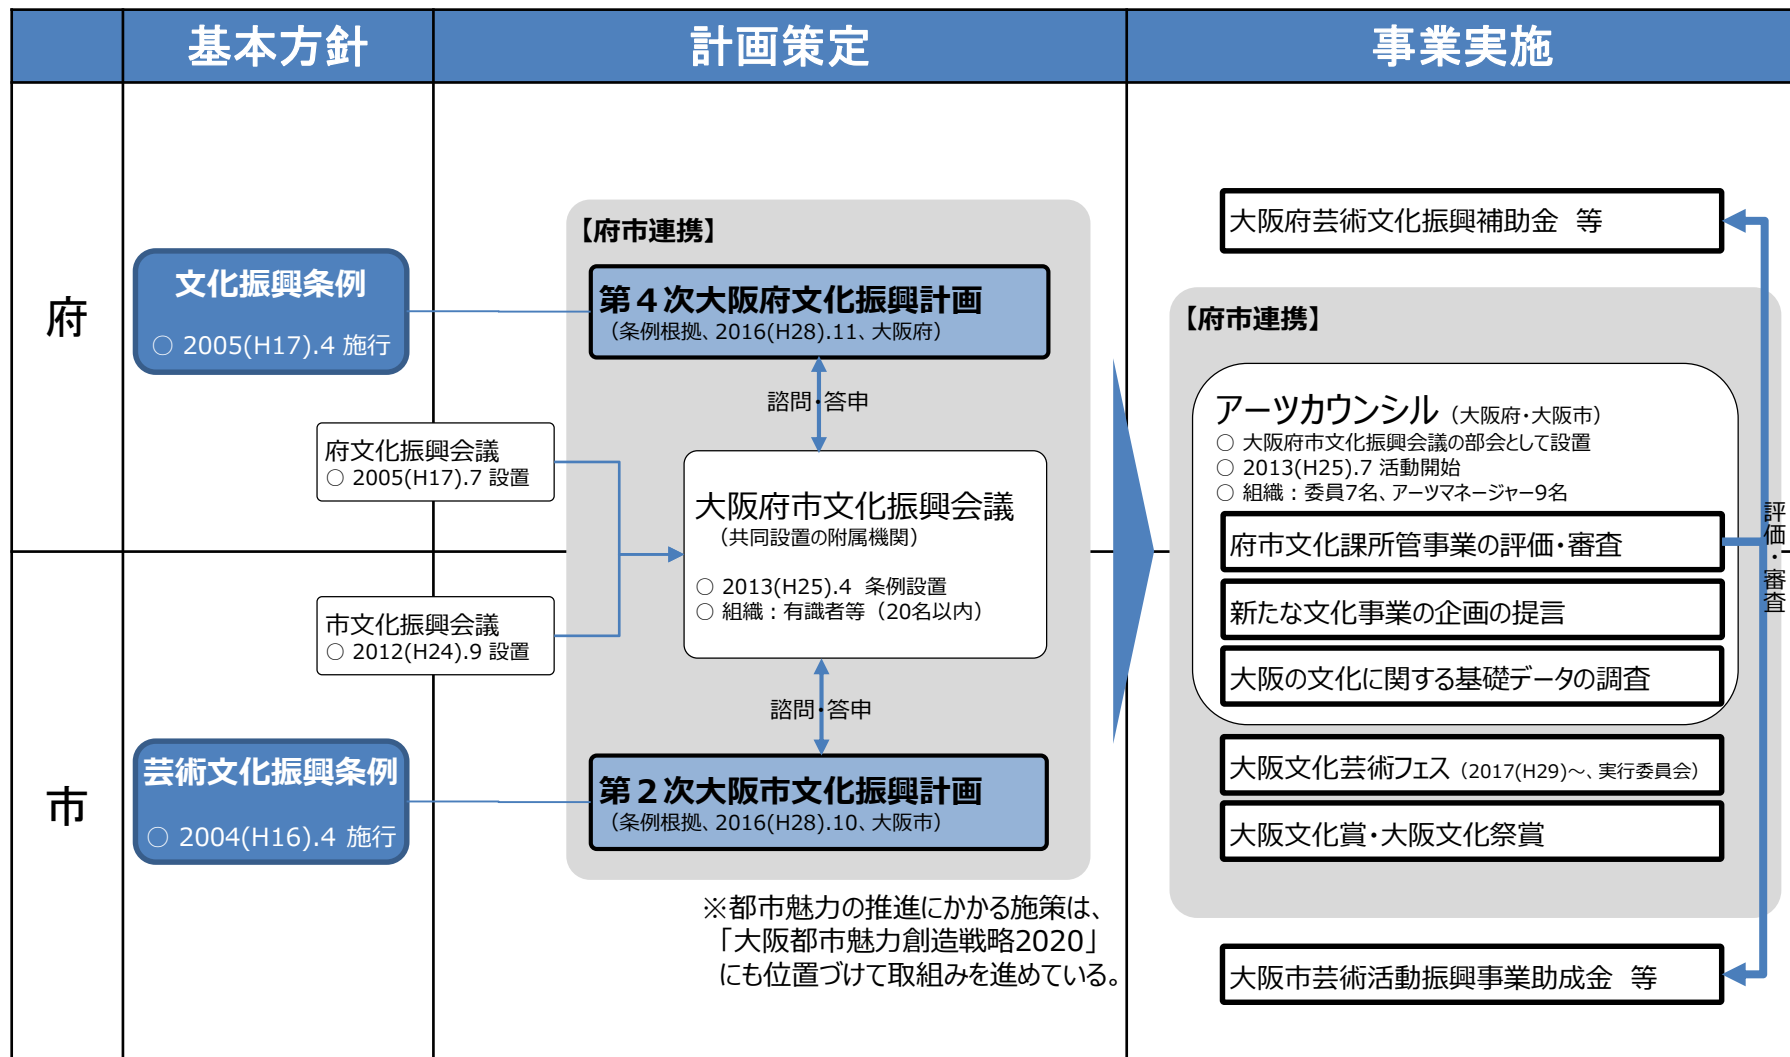 基本方針
計画策定
事業実施
府
文化振興条例
○ 2005(H17).4 施行
府文化振興会議
○ 2005(H17).7 設置
市文化振興会議
○ 2012(H24).9 設置
市
芸術文化振興条例
○ 2004(H16).4 施行
【府市連携】
第4次大阪府文化振興計画
（条例根拠、2016(H28).11、大阪府）
諮問・答申
大阪府市文化振興会議
（共同設置の附属機関）
○ 2013(H25).4 条例設置
○ 組織：有識者等（20名以内）
諮問・答申
第2次大阪市文化振興計画
（条例根拠、2016(H28).10、大阪市）
※都市魅力の推進にかかる施策は、
「大阪都市魅力創造戦略2020」
にも位置づけて取組みを進めている。
大阪府芸術文化振興補助金 等
【府市連携】
アーツカウンシル（大阪府・大阪市）
○ 大阪府市文化振興会議の部会として設置
○ 2013(H25).7 活動開始
○ 組織：委員7名、アーツマネージャー9名
府市文化課所管事業の評価・審査
新たな文化事業の企画の提言
大阪の文化に関する基礎データの調査
大阪文化芸術フェス（2017(H29)～、実行委員会）
大阪文化賞・大阪文化祭賞
大阪市芸術活動振興事業助成金 等
評価・審査